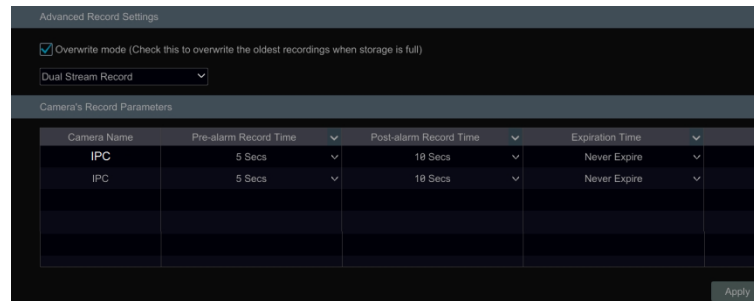 Advanced Record Settings
Overwrite mode (Check this to overwrite the oldest recordings when storage is full)
Dual Stream Record
Camera's Record Parameters
Camera Name Pre-alarm Record Time Post-alarm Record Time Expiration Time
IPC 5 Secs 10 Secs Never Expire
IPC 5 Secs 10 Secs Never Expire
Apply